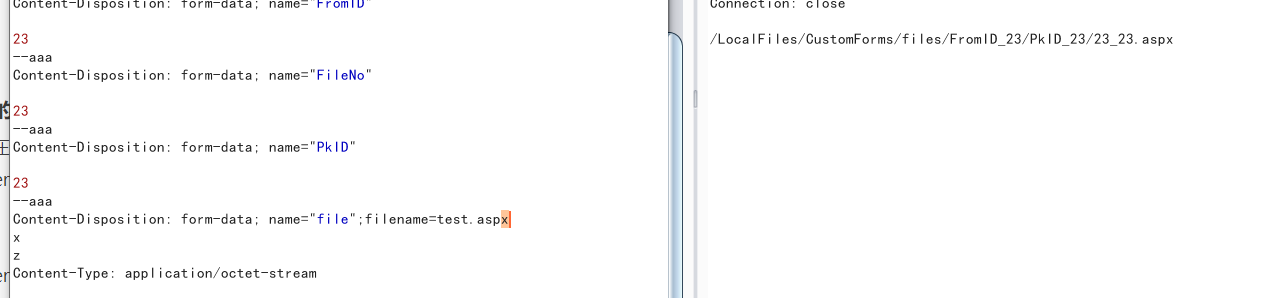 Content-Disposition: form-data; name="FromID"
23
--aaa
Content-Disposition: form-data; name="FileNo"
23
--aaa
Content-Disposition: form-data; name="PkID"
23
--aaa
Content-Disposition: form-data; name="file";filename=test.aspx
x
z
Content-Type: application/octet-stream
Connection: close
/LocalFiles/CustomForms/files/FromID_23/PkID_23/23_23.aspx